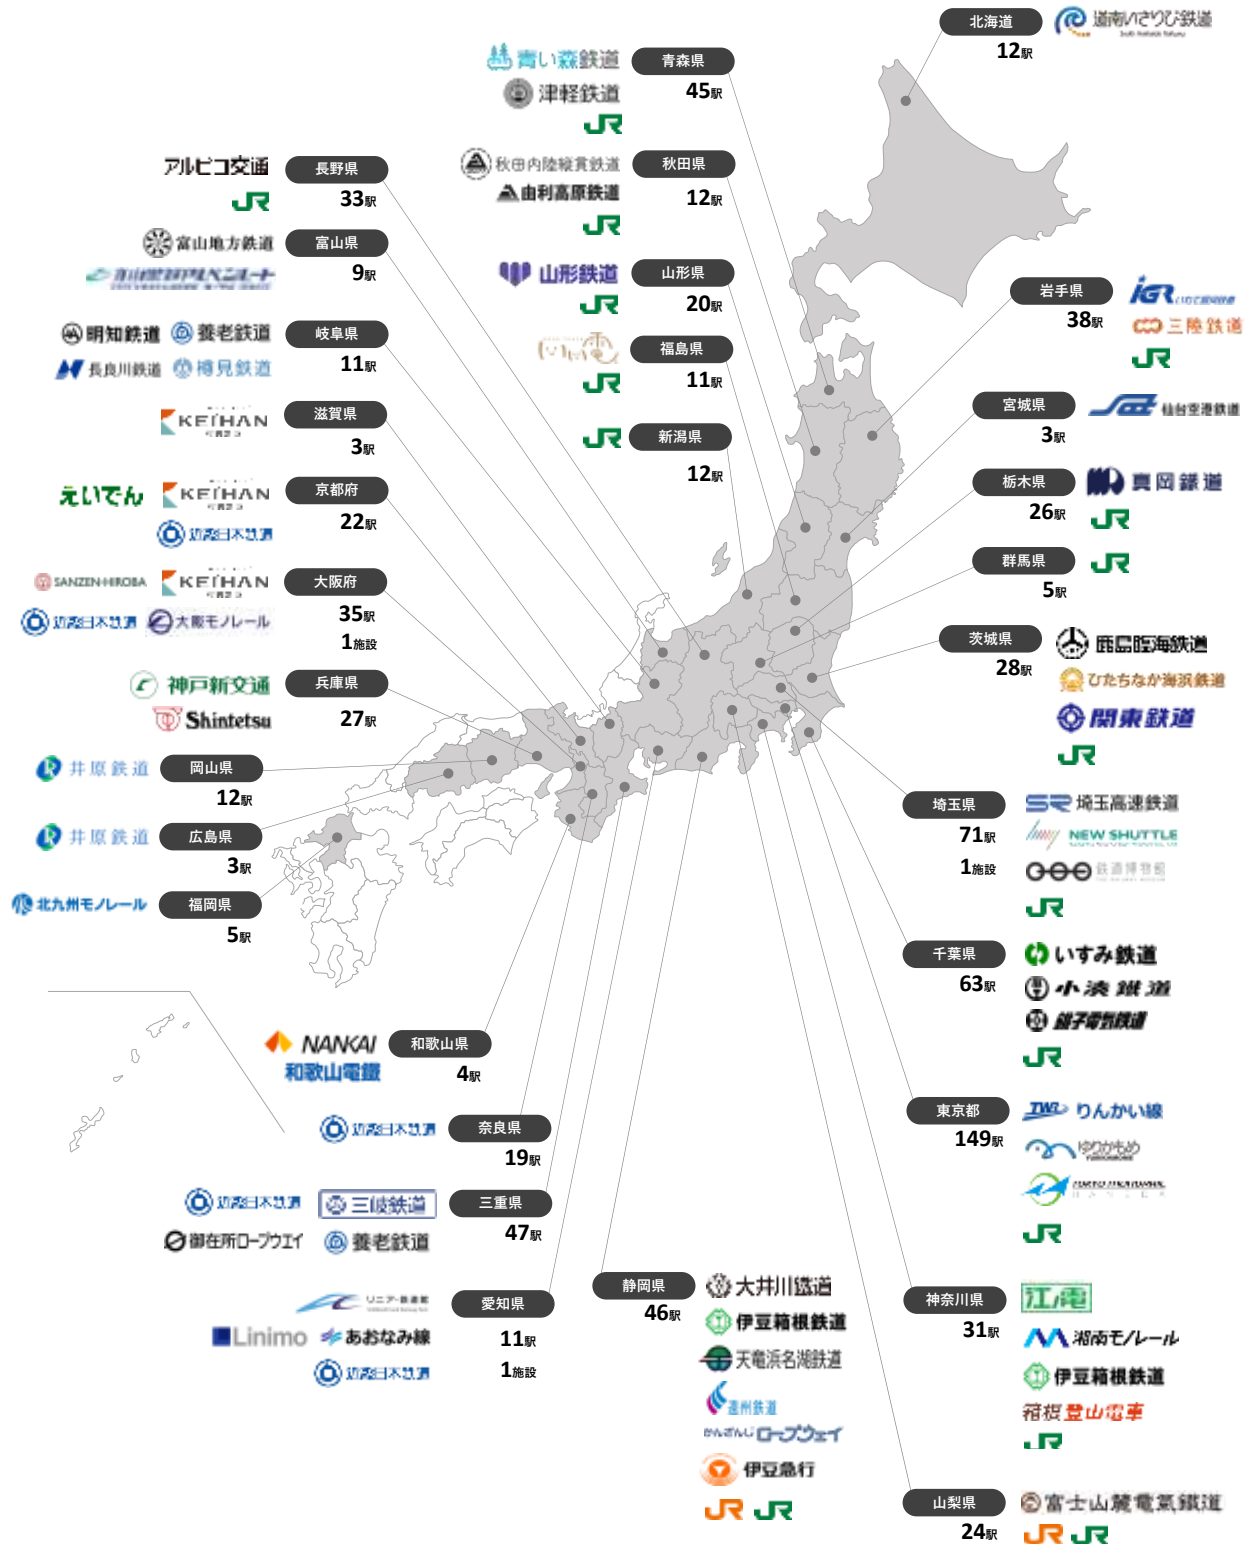 北海道
道南いさりび鉄道
12駅
青い森鉄道
青森県
津軽鉄道
45駅
JR
秋田内陸縦貫鉄道
秋田県
由利高原鉄道
12駅
JR
アルピコ交通
長野県
JR
33駅
富山地方鉄道
富山県
9駅
山形鉄道
山形県
JR
20駅
岩手県
IGR
38駅
三陸鉄道
JR
明知鉄道
養老鉄道
岐阜県
長良川鉄道
樽見鉄道
11駅
福島県
JR
11駅
宮城県
仙台空港鉄道
3駅
KEIHAN
滋賀県
3駅
JR
新潟県
12駅
えいでん
KEIHAN
京都府
22駅
近畿日本鉄道
栃木県
真岡鐵道
26駅
JR
群馬県
JR
5駅
SANZEN-HIROBA
KEIHAN
大阪府
近畿日本鉄道
大阪モノレール
35駅
1施設
茨城県
鹿島臨海鉄道
28駅
ひたちなか海浜鉄道
関東鉄道
JR
神戸新交通
兵庫県
Shintetsu
27駅
井原鉄道
岡山県
12駅
井原鉄道
広島県
3駅
北九州モノレール
福岡県
5駅
埼玉県
埼玉高速鉄道
71駅
NEW SHUTTLE
1施設
鉄道博物館
JR
千葉県
いすみ鉄道
63駅
小湊鐵道
銚子電気鉄道
JR
NANKAI
和歌山県
和歌山電鐵
4駅
近畿日本鉄道
奈良県
19駅
東京都
TWR りんかい線
149駅
ゆりかもめ
TOKYO MONORAIL
JR
近畿日本鉄道
三岐鉄道
三重県
御在所ロープウエイ
養老鉄道
47駅
リニア・鉄道館
愛知県
Linimo
あおなみ線
11駅
近畿日本鉄道
1施設
静岡県
大井川鐵道
46駅
伊豆箱根鉄道
天竜浜名湖鉄道
遠州鉄道
かんざんじロープウェイ
伊豆急行
JR JR
神奈川県
江ノ電
31駅
湘南モノレール
伊豆箱根鉄道
箱根登山電車
JR
山梨県
富士山麓電気鉄道
24駅
JR JR